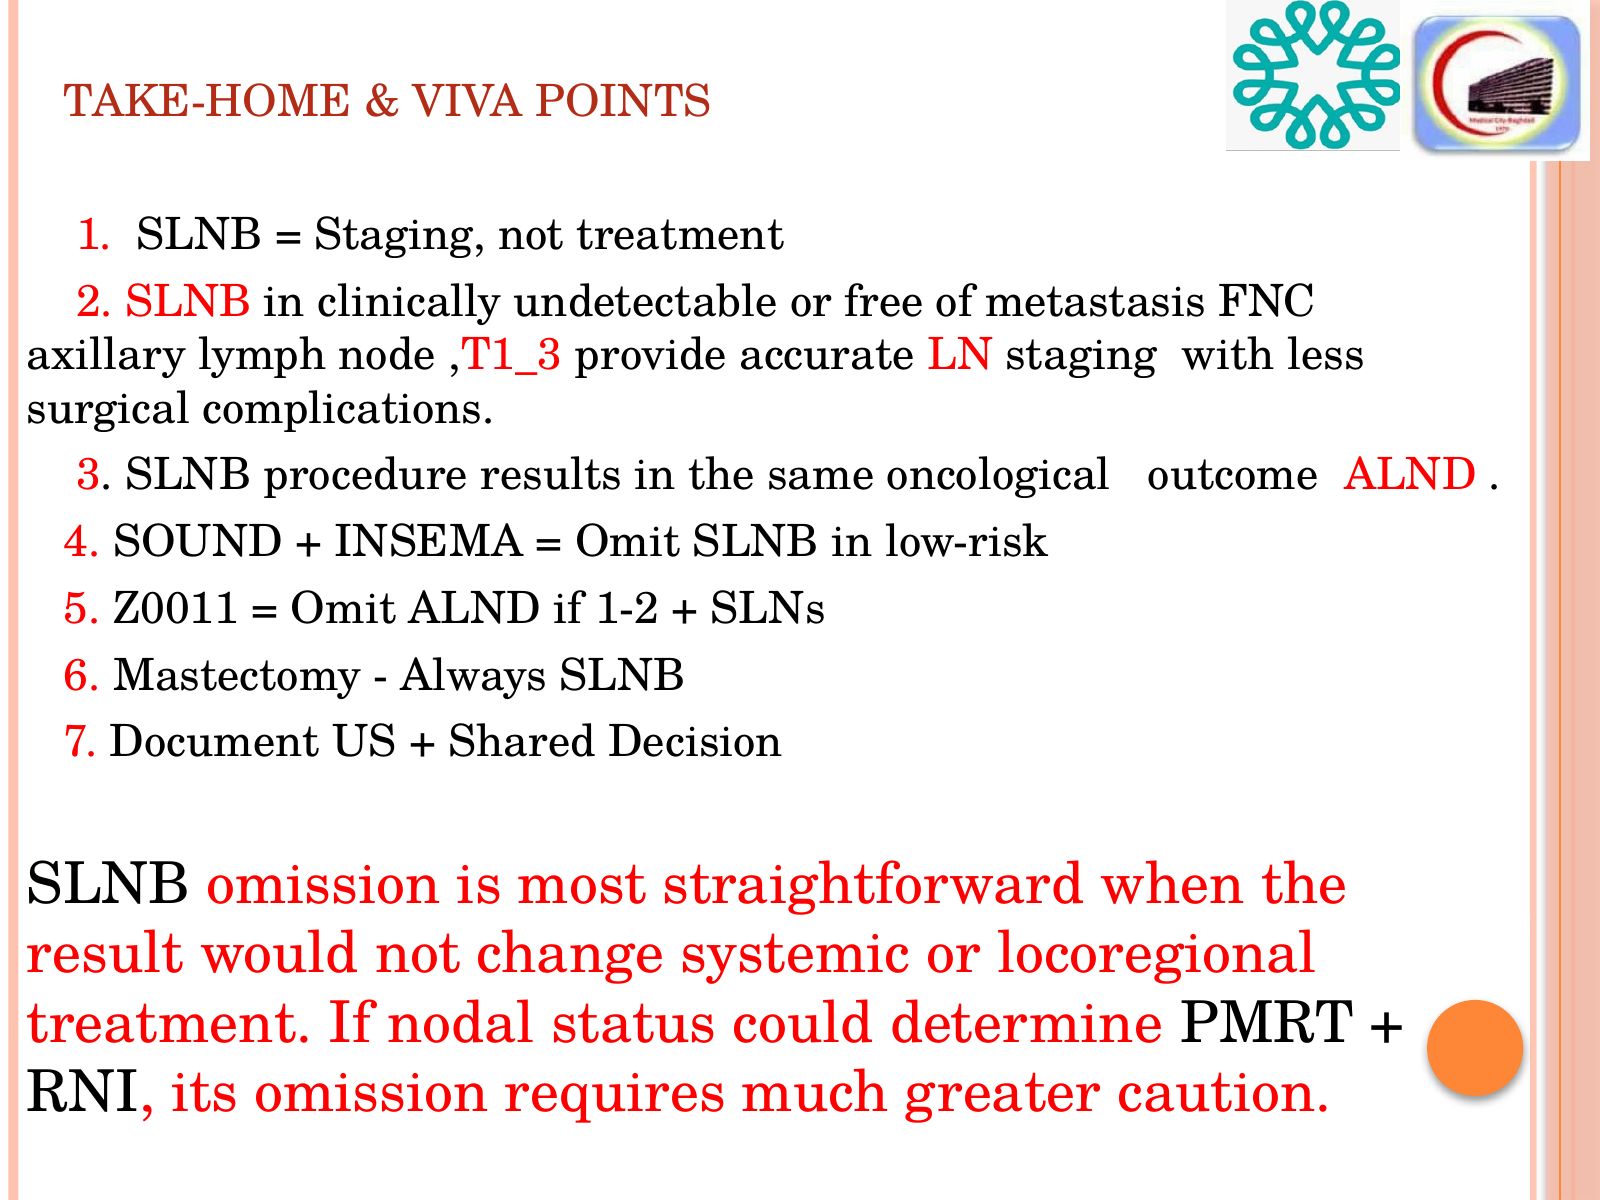 TAKE-HOME & VIVA POINTS
Medical City-Baghdad
1970
1. SLNB = Staging, not treatment
2. SLNB in clinically undetectable or free of metastasis FNC
axillary lymph node ,T1_3 provide accurate LN staging with less
surgical complications.
3. SLNB procedure results in the same oncological outcome ALND .
4. SOUND + INSEMA = Omit SLNB in low-risk
5. Z0011 = Omit ALND if 1-2 + SLNs
6. Mastectomy - Always SLNB
7. Document US + Shared Decision
SLNB omission is most straightforward when the
result would not change systemic or locoregional
treatment. If nodal status could determine PMRT +
RNI, its omission requires much greater caution.